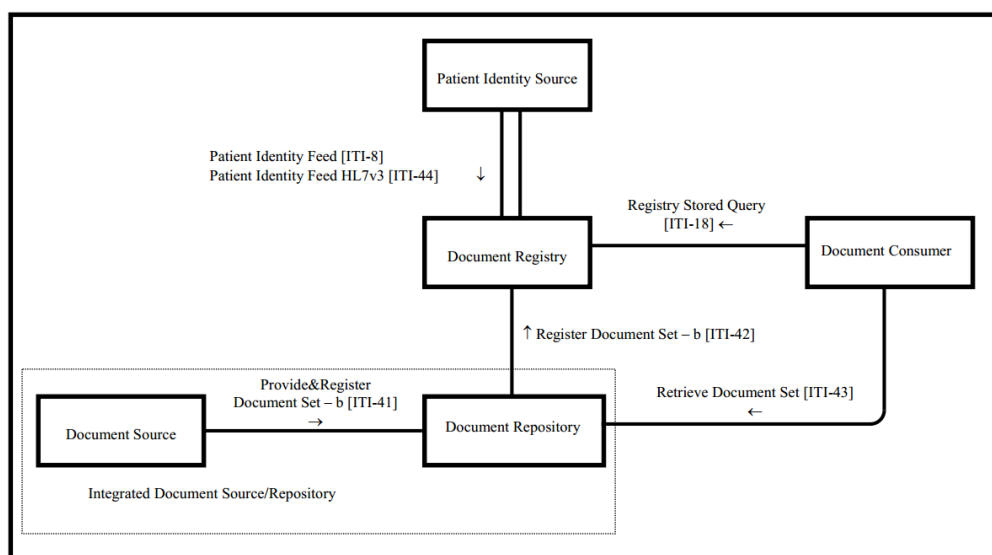 Patient Identity Source
Patient Identity Feed [ITI-8]
Patient Identity Feed HL7v3 [ITI-44] ↓
Registry Stored Query
[ITI-18] ←
Document Registry
Document Consumer
↑ Register Document Set – b [ITI-42]
Provide&Register
Document Set – b [ITI-41]
→
Retrieve Document Set [ITI-43]
←
Document Source
Document Repository
Integrated Document Source/Repository